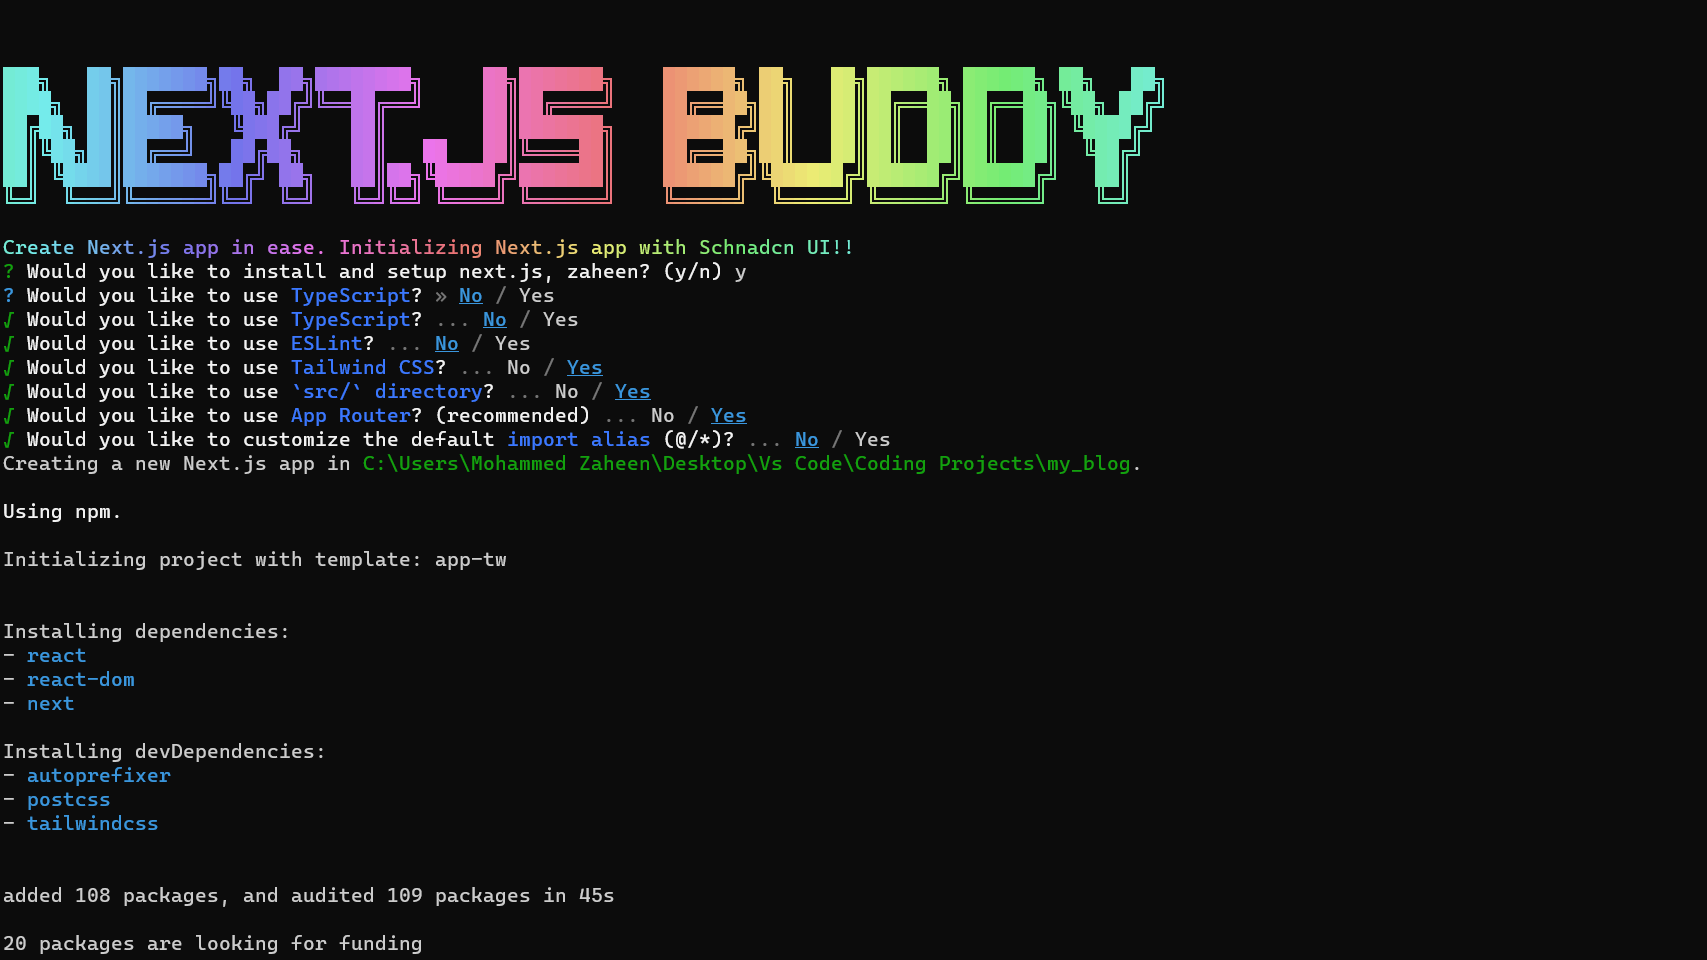 NEXT.JS BUDDY
Create Next.js app in ease. Initializing Next.js app with Schnadcn UI!!
? Would you like to install and setup next.js, zaheen? (y/n) y
? Would you like to use TypeScript? » No / Yes
√ Would you like to use TypeScript? ... No / Yes
√ Would you like to use ESLint? ... No / Yes
√ Would you like to use Tailwind CSS? ... No / Yes
√ Would you like to use `src/` directory? ... No / Yes
√ Would you like to use App Router? (recommended) ... No / Yes
√ Would you like to customize the default import alias (@/*)? ... No / Yes
Creating a new Next.js app in C:\Users\Mohammed Zaheen\Desktop\Vs Code\Coding Projects\my_blog.
Using npm.
Initializing project with template: app-tw
Installing dependencies:
- react
- react-dom
- next
Installing devDependencies:
- autoprefixer
- postcss
- tailwindcss
added 108 packages, and audited 109 packages in 45s
20 packages are looking for funding